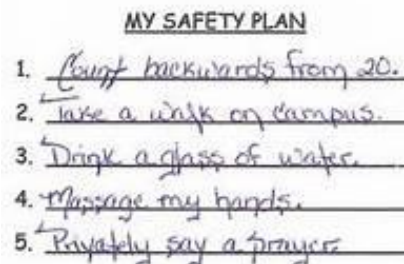 MY SAFETY PLAN
1. Count backwards from 20.
2. Take a walk on campus.
3. Drink a glass of water.
4. Massage my hands.
5. Privately say a prayer.